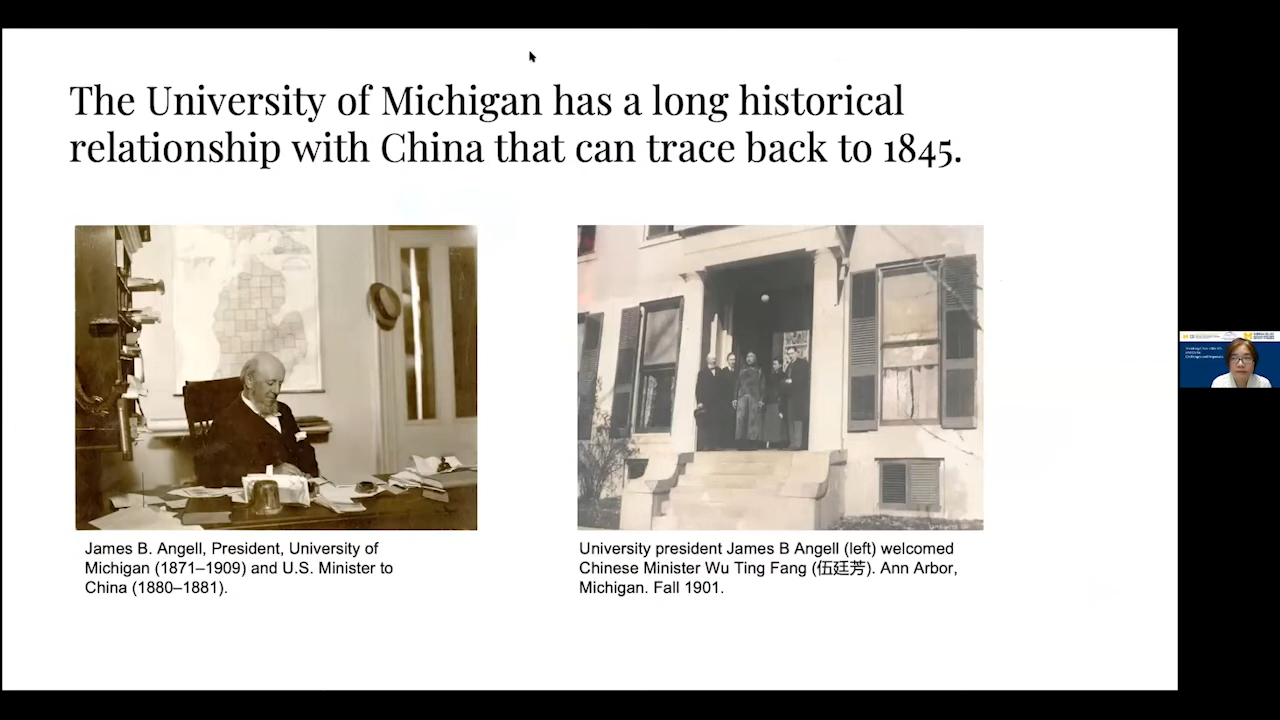 The University of Michigan has a long historical
relationship with China that can trace back to 1845.
James B. Angell, President, University of
Michigan (1871–1909) and U.S. Minister to
China (1880–1881).
University president James B Angell (left) welcomed
Chinese Minister Wu Ting Fang (伍廷芳). Ann Arbor,
Michigan. Fall 1901.